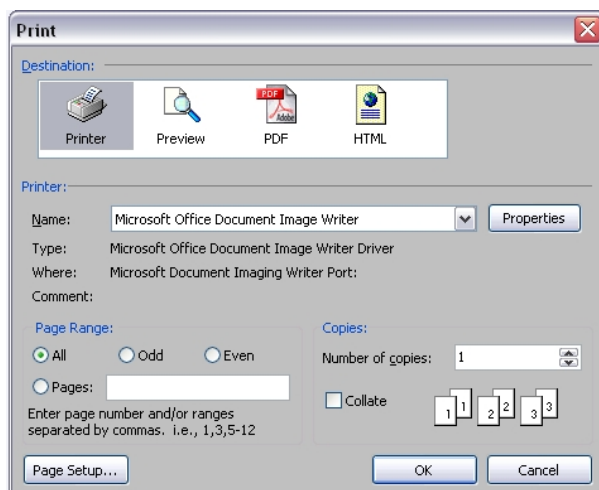 Print
Destination:
PDF
Adobe
Printer Preview PDF HTML
Printer:
Name: Microsoft Office Document Image Writer Properties
Type: Microsoft Office Document Image Writer Driver
Where: Microsoft Document Imaging Writer Port:
Comment:
Page Range:
All Odd Even
Pages:
Enter page number and/or ranges
separated by commas. i.e., 1,3,5-12
Copies:
Number of copies: 1
Collate 1 1 2 2 3 3
Page Setup... OK Cancel